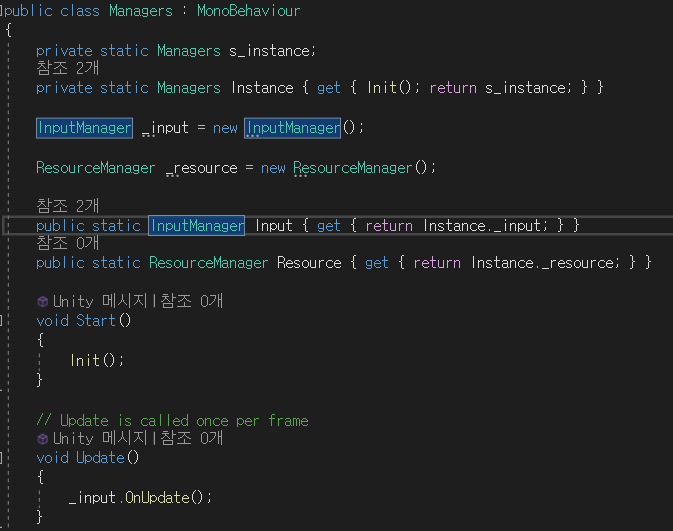 public class Managers : MonoBehaviour
{
private static Managers s_instance;
참조 2개
private static Managers Instance { get { Init(); return s_instance; } }
InputManager _input = new InputManager();
ResourceManager _resource = new ResourceManager();
참조 2개
public static InputManager Input { get { return Instance._input; } }
참조 0개
public static ResourceManager Resource { get { return Instance._resource; } }
Unity 메시지|참조 0개
void Start()
{
Init();
}
// Update is called once per frame
Unity 메시지|참조 0개
void Update()
{
_input.OnUpdate();
}